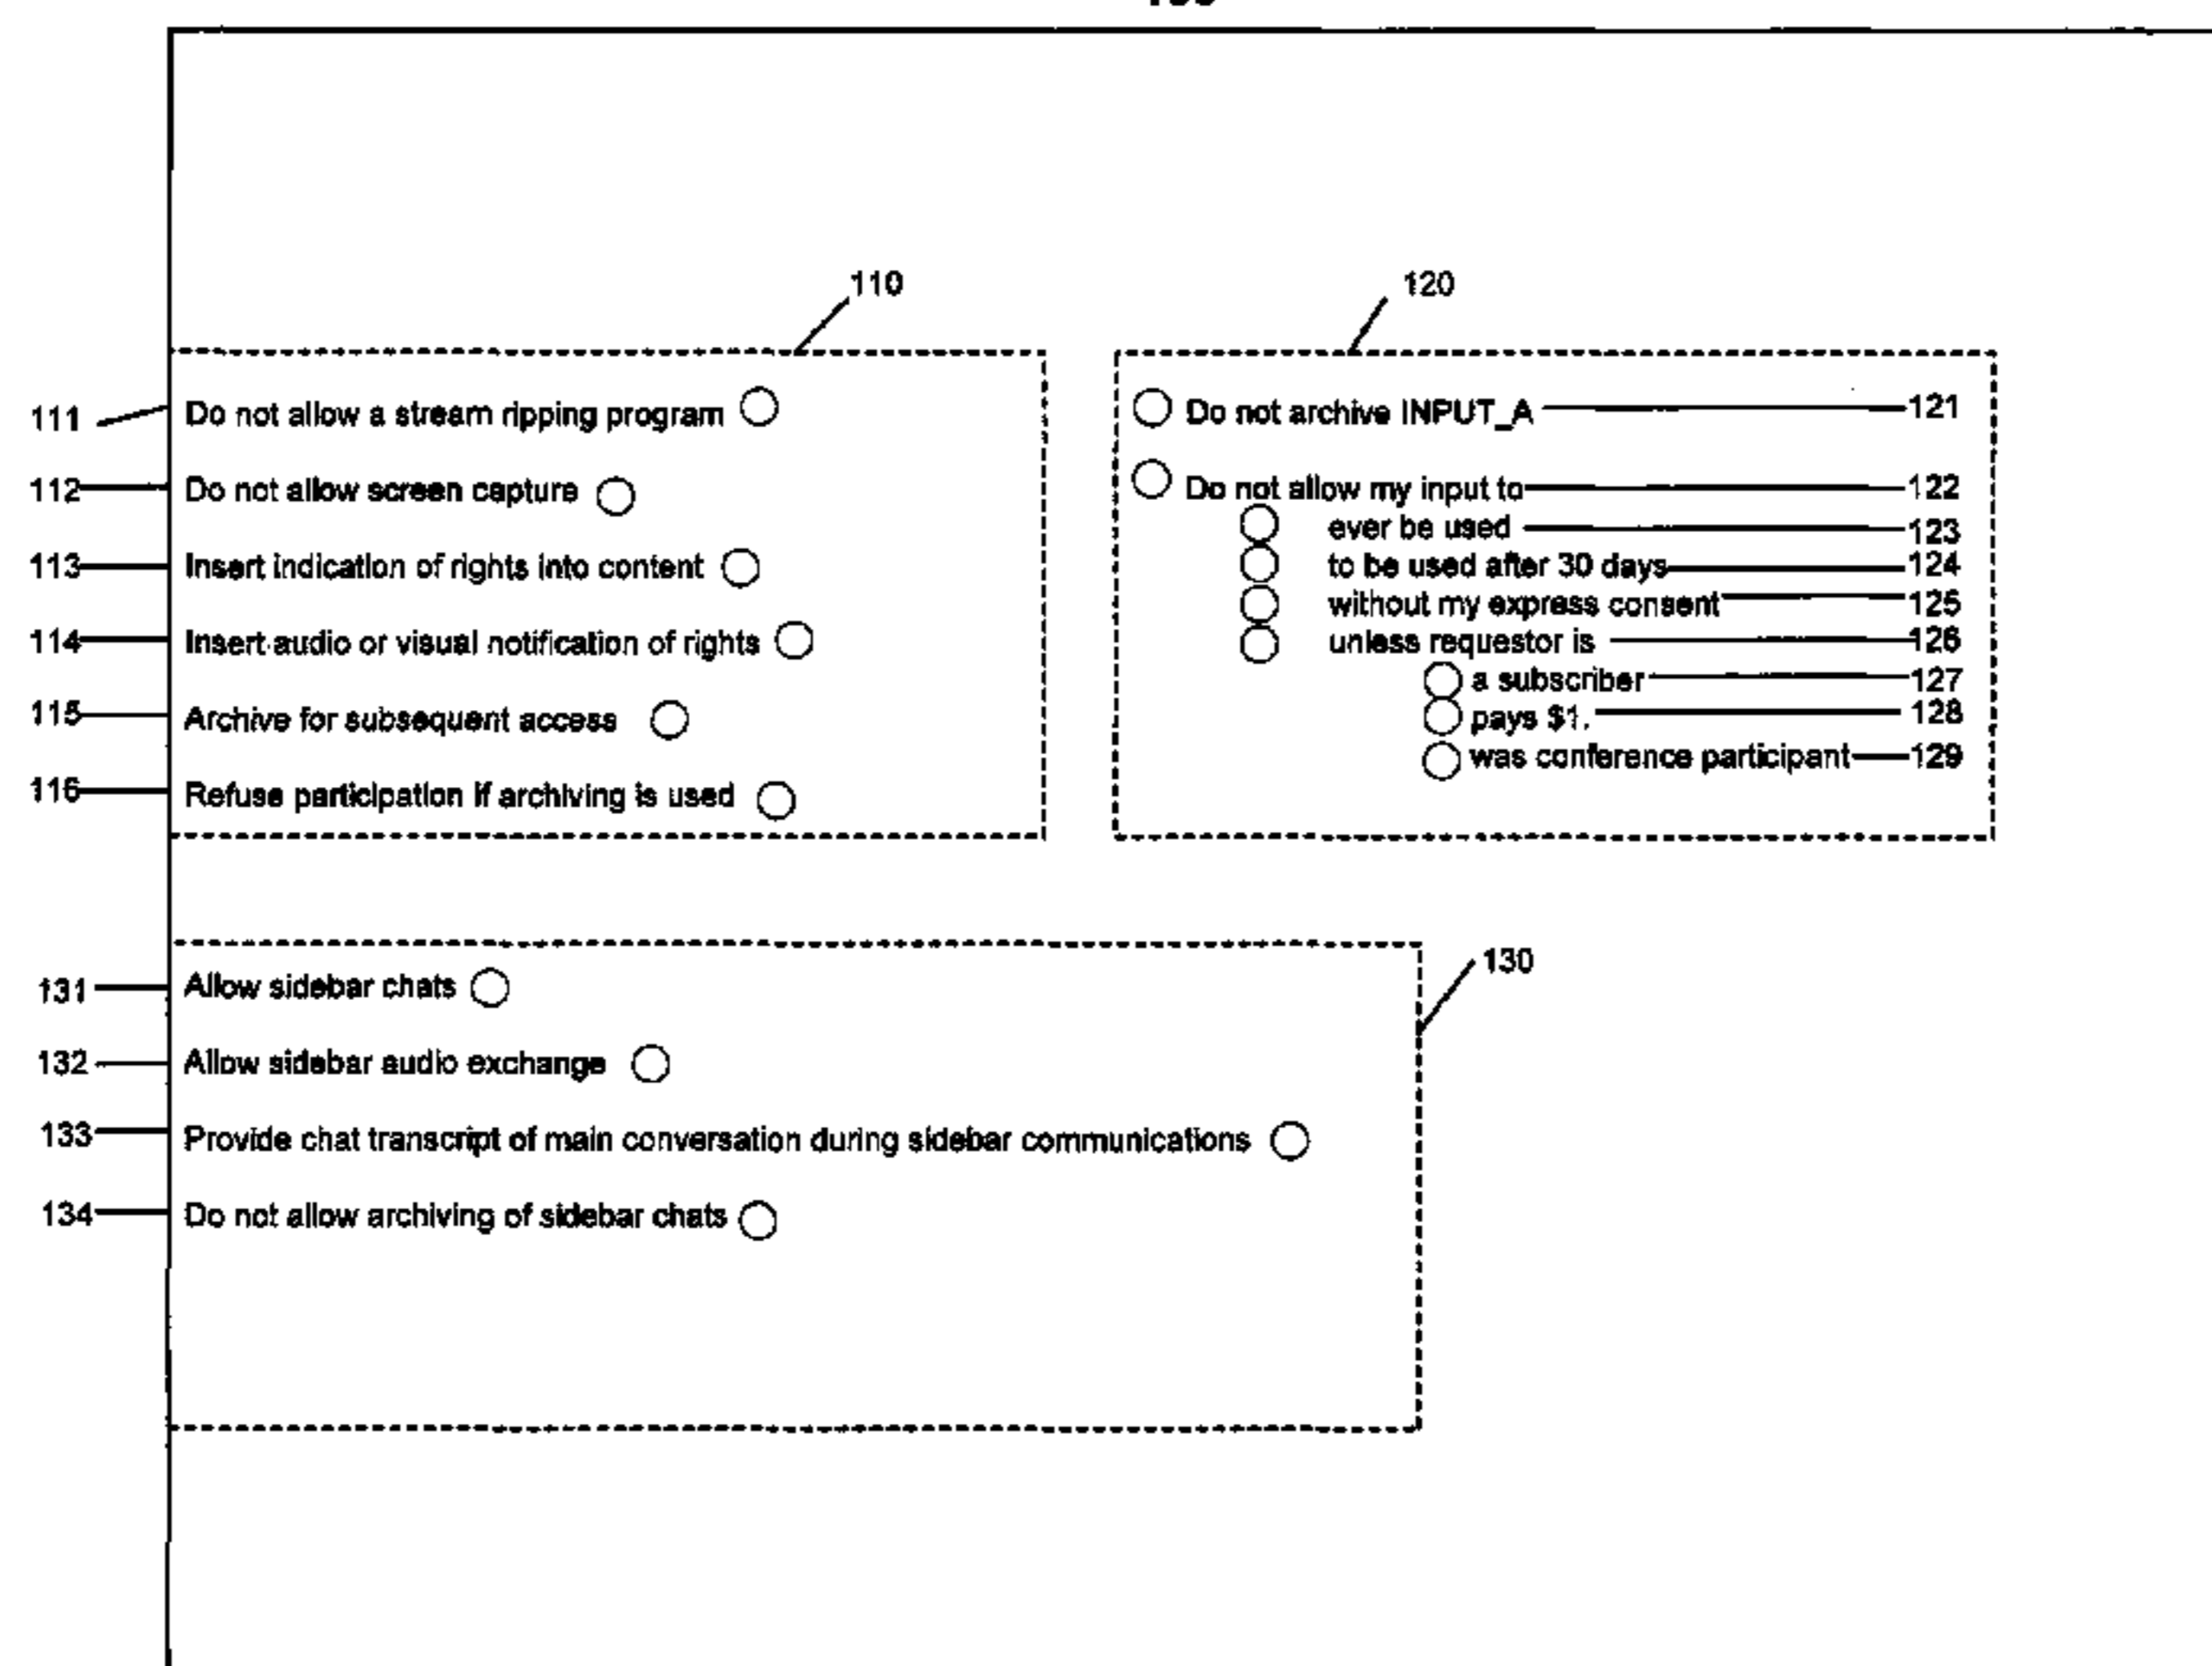 110
120
111 Do not allow a stream ripping program
112 Do not allow screen capture
113 Insert indication of rights into content
114 Insert audio or visual notification of rights
115 Archive for subsequent access
116 Refuse participation if archiving is used
Do not archive INPUT_A 121
Do not allow my input to 122
ever be used 123
to be used after 30 days 124
without my express consent 125
unless requestor is 126
a subscriber 127
pays $1. 128
was conference participant 129
130
131 Allow sidebar chats
132 Allow sidebar audio exchange
133 Provide chat transcript of main conversation during sidebar communications
134 Do not allow archiving of sidebar chats